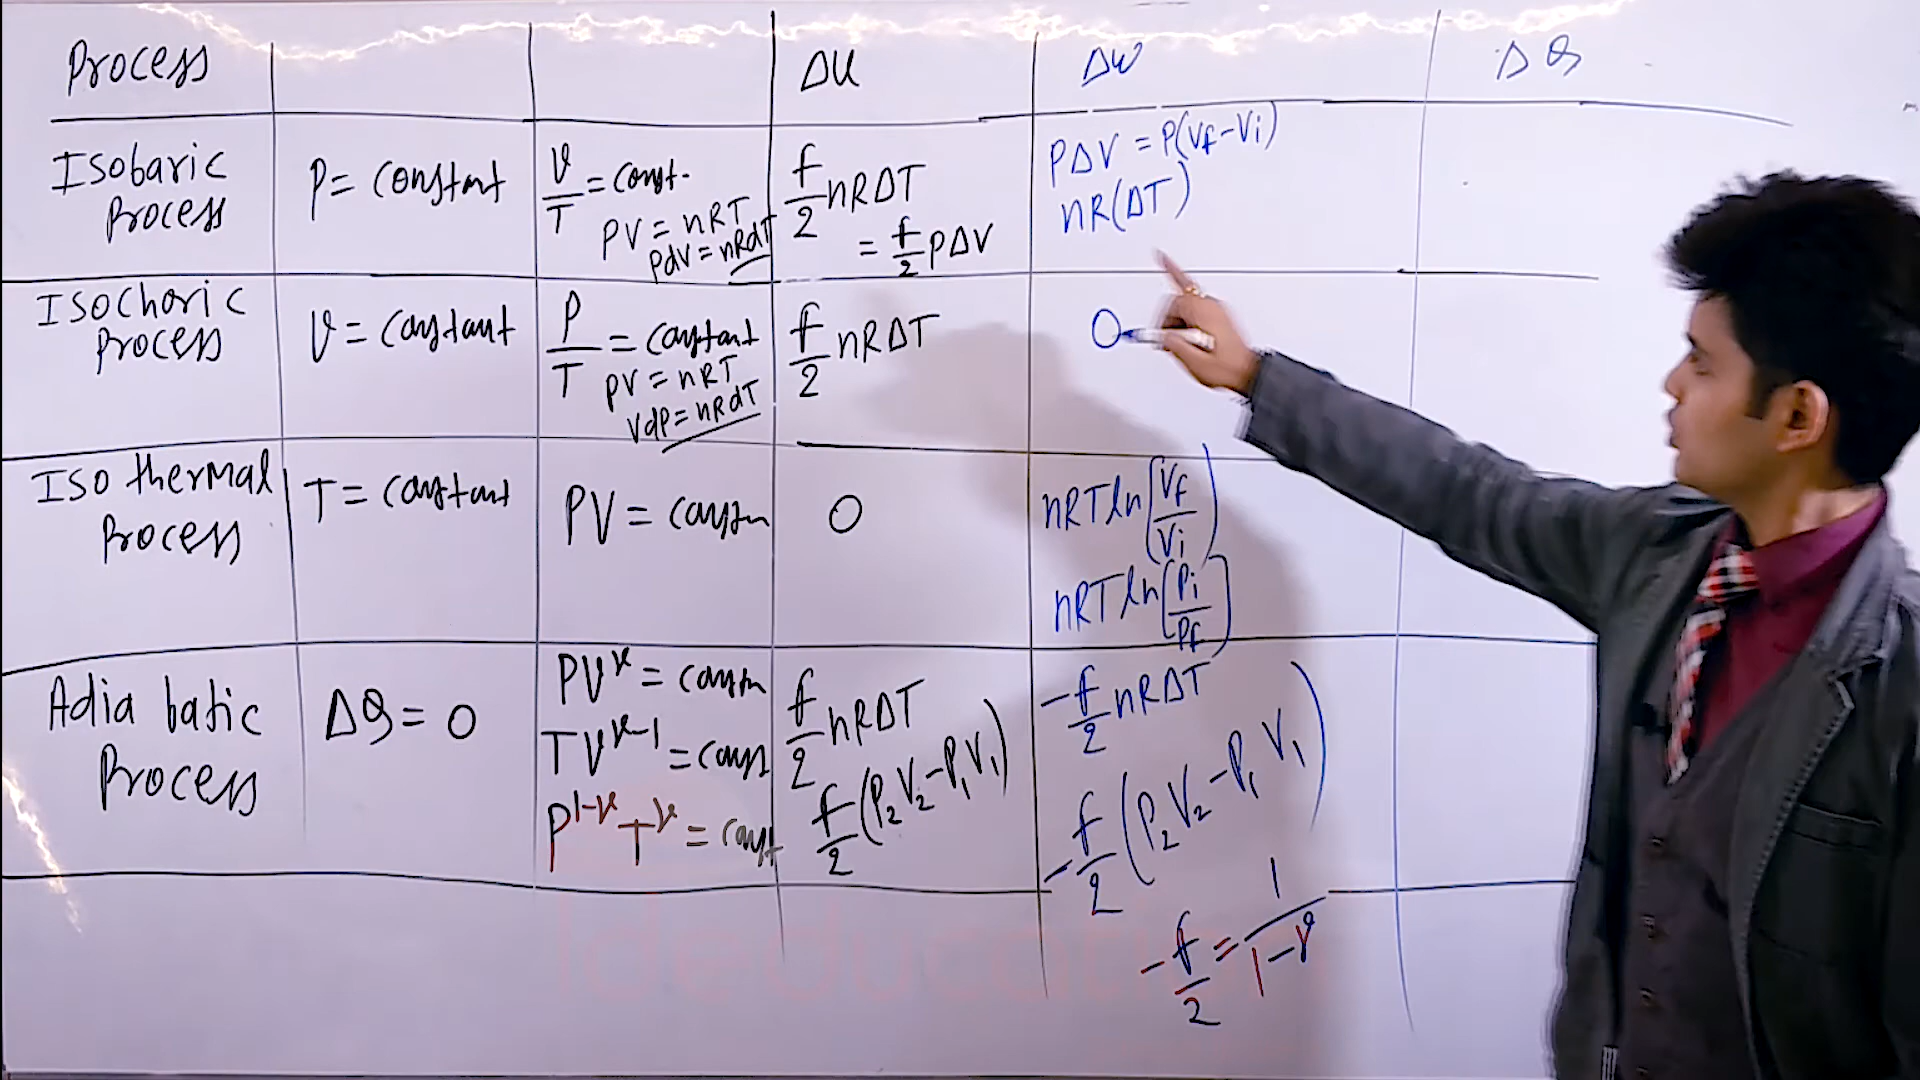 Process ΔU ΔW ΔQ
Isobaric Process
P = constant
V/T = const.
PV = nRT
PdV = nRdT
f/2 nRΔT
= f/2 PΔV
PΔV = P(Vf-Vi)
nR(ΔT)
Isochoric Process
V = constant
P/T = constant
PV = nRT
VdP = nRdT
f/2 nRΔT
0
Iso thermal Process
T = constant
PV = constn
0
nRT ln(Vf/Vi)
nRT ln(Pi/Pf)
Adia batic Process
ΔQ = 0
PV^γ = constn
TV^γ-1 = const
P^1-γ T^γ = const
f/2 nRΔT
f/2 (P₂V₂-P₁V₁)
-f/2 nRΔT
-f/2 (P₂V₂-P₁V₁)
-f/2 = 1/1-γ